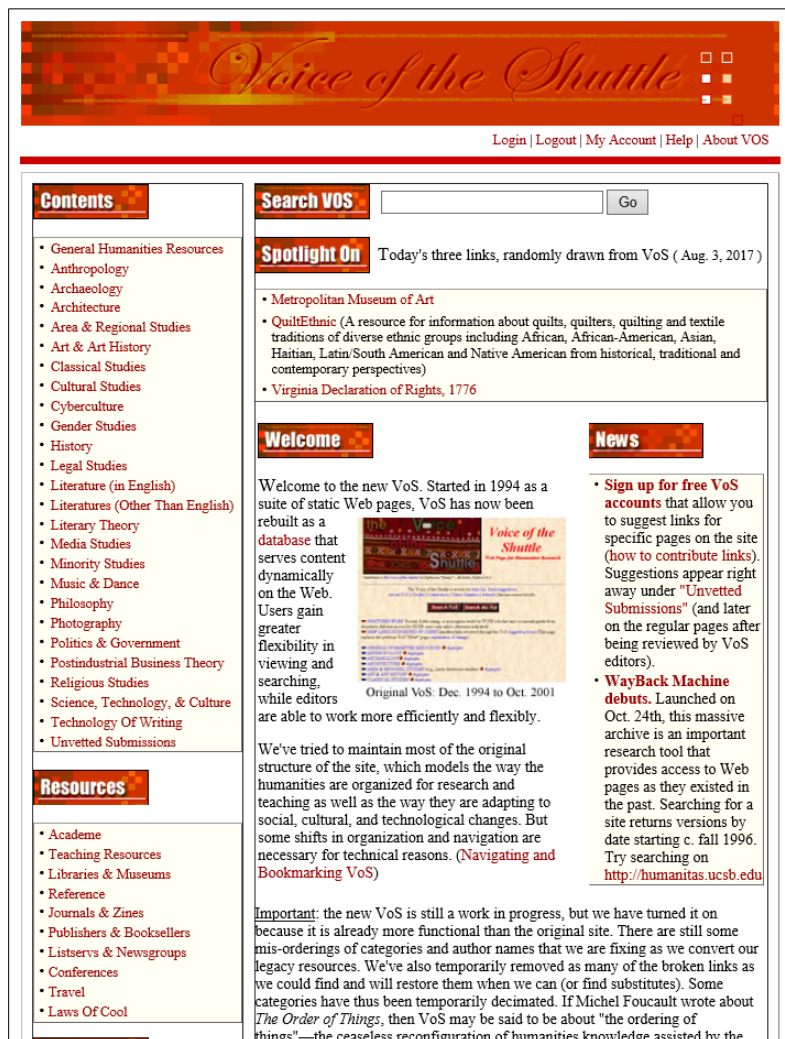 Voice of the Shuttle
Login | Logout | My Account | Help | About VOS
Contents
• General Humanities Resources
• Anthropology
• Archaeology
• Architecture
• Area & Regional Studies
• Art & Art History
• Classical Studies
• Cultural Studies
• Cyberculture
• Gender Studies
• History
• Legal Studies
• Literature (in English)
• Literatures (Other Than English)
• Literary Theory
• Media Studies
• Minority Studies
• Music & Dance
• Philosophy
• Photography
• Politics & Government
• Postindustrial Business Theory
• Religious Studies
• Science, Technology, & Culture
• Technology Of Writing
• Unvetted Submissions
Resources
• Academe
• Teaching Resources
• Libraries & Museums
• Reference
• Journals & Zines
• Publishers & Booksellers
• Listservs & Newsgroups
• Conferences
• Travel
• Laws Of Cool
Search VOS
Go
Spotlight On
Today's three links, randomly drawn from VoS ( Aug. 3, 2017 )
• Metropolitan Museum of Art
• QuiltEthnic (A resource for information about quilts, quilters, quilting and textile
traditions of diverse ethnic groups including African, African-American, Asian,
Haitian, Latin/South American and Native American from historical, traditional and
contemporary perspectives)
• Virginia Declaration of Rights, 1776
Welcome
Welcome to the new VoS. Started in 1994 as a
suite of static Web pages, VoS has now been
rebuilt as a
database that
serves content
dynamically
on the Web.
Users gain
greater
flexibility in
viewing and
searching,
while editors
are able to work more efficiently and flexibly.
the Voice
Shuttle
Voice of the
Shuttle
Web Page for Humanities Research
Original VoS: Dec. 1994 to Oct. 2001
We've tried to maintain most of the original
structure of the site, which models the way the
humanities are organized for research and
teaching as well as the way they are adapting to
social, cultural, and technological changes. But
some shifts in organization and navigation are
necessary for technical reasons. (Navigating and
Bookmarking VoS)
News
• Sign up for free VoS
accounts that allow you
to suggest links for
specific pages on the site
(how to contribute links).
Suggestions appear right
away under "Unvetted
Submissions" (and later
on the regular pages after
being reviewed by VoS
editors).
• WayBack Machine
debuts. Launched on
Oct. 24th, this massive
archive is an important
research tool that
provides access to Web
pages as they existed in
the past. Searching for a
site returns versions by
date starting c. fall 1996.
Try searching on
http://humanitas.ucsb.edu
Important: the new VoS is still a work in progress, but we have turned it on
because it is already more functional than the original site. There are still some
mis-orderings of categories and author names that we are fixing as we convert our
legacy resources. We've also temporarily removed as many of the broken links as
we could find and will restore them when we can (or find substitutes). Some
categories have thus been temporarily decimated. If Michel Foucault wrote about
The Order of Things, then VoS may be said to be about "the ordering of
things"—the ceaseless reconfiguration of humanities knowledge assisted by the